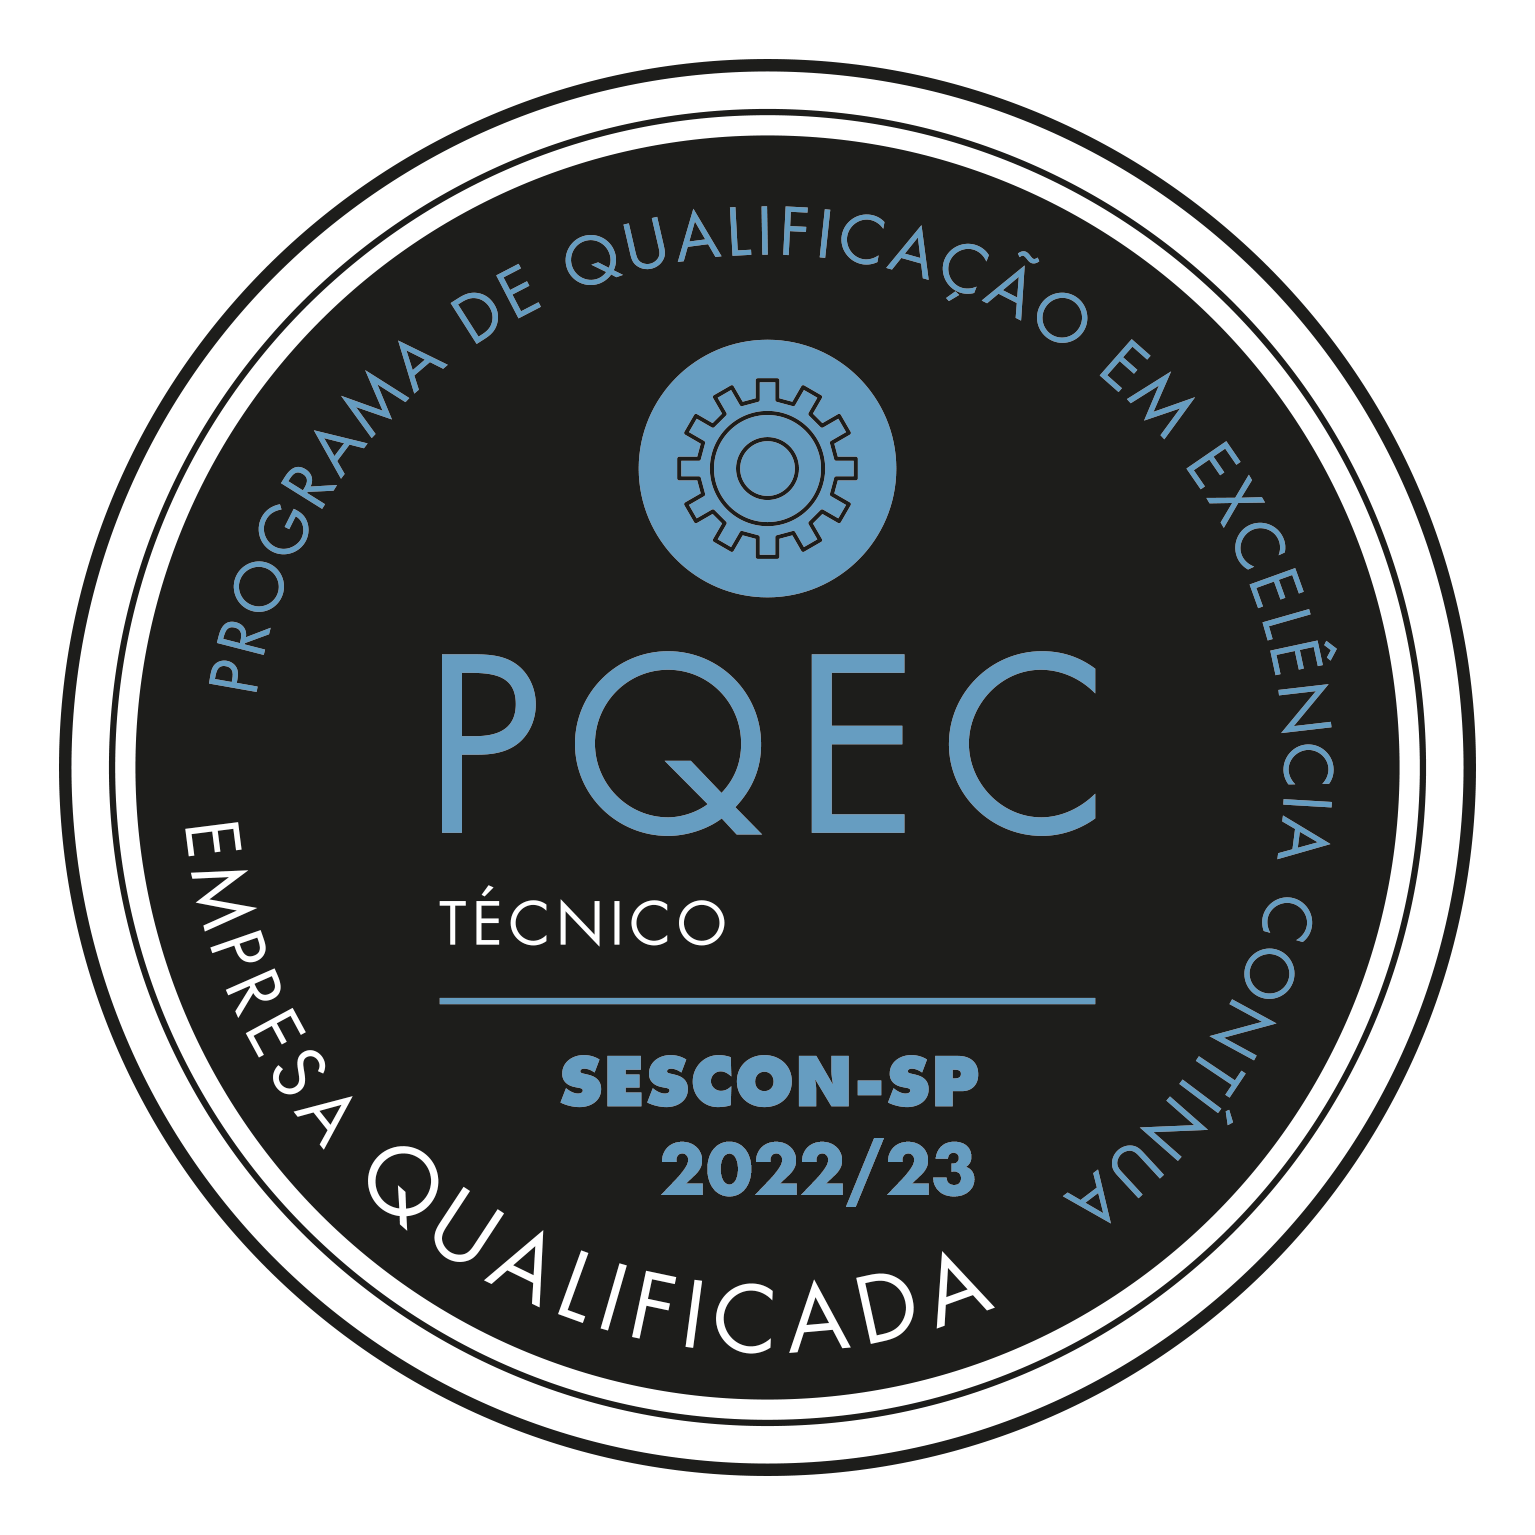 PROGRAMA DE QUALIFICAÇÃO EM EXCELÊNCIA CONTÍNUA
PQEC
TÉCNICO
SESCON-SP
2022/23
EMPRESA QUALIFICADA